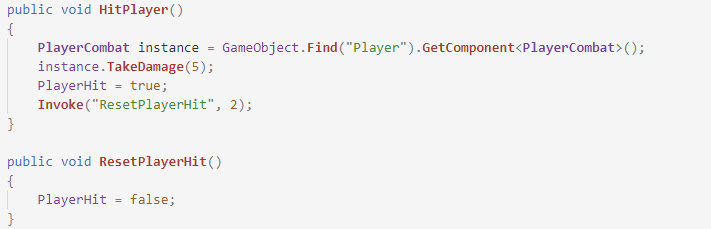 public void HitPlayer()
{
    PlayerCombat instance = GameObject.Find("Player").GetComponent<PlayerCombat>();
    instance.TakeDamage(5);
    PlayerHit = true;
    Invoke("ResetPlayerHit", 2);
}

public void ResetPlayerHit()
{
    PlayerHit = false;
}